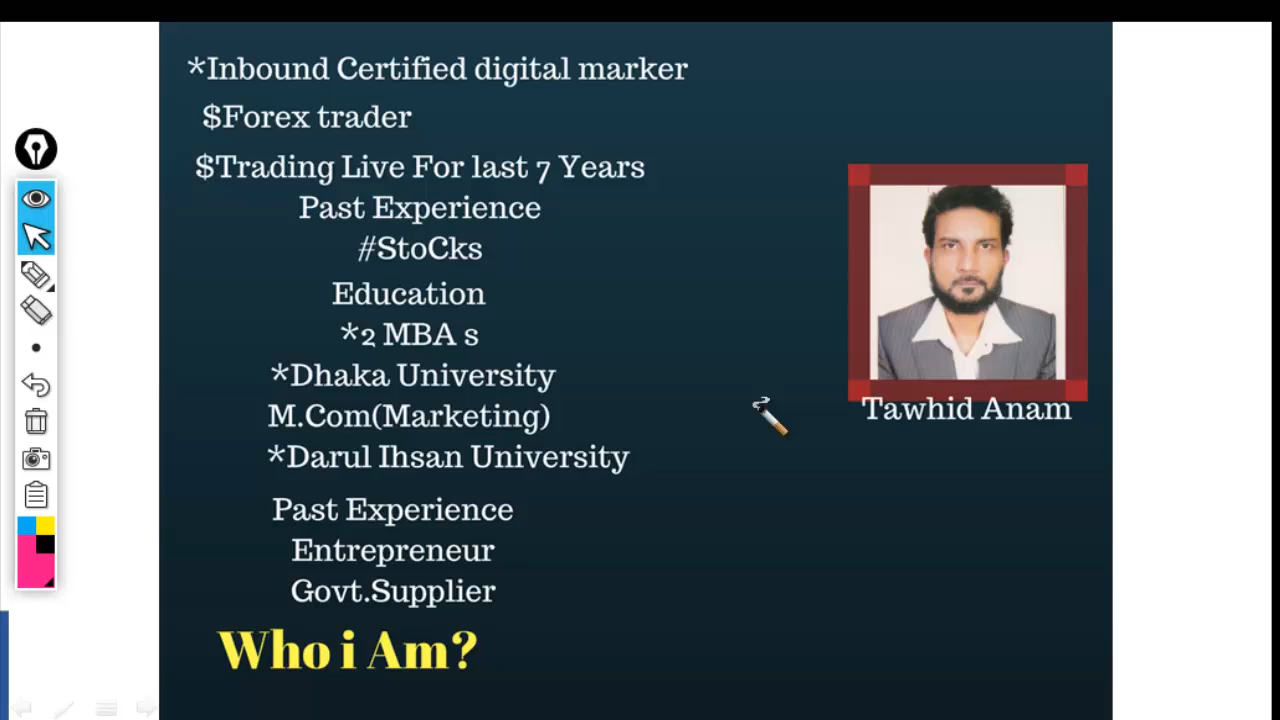 *Inbound Certified digital marker
$Forex trader
$Trading Live For last 7 Years
Past Experience
#StoCks
Education
*2 MBA s
*Dhaka University
M.Com(Marketing)
*Darul Ihsan University
Past Experience
Entrepreneur
Govt.Supplier
Who i Am?
Tawhid Anam